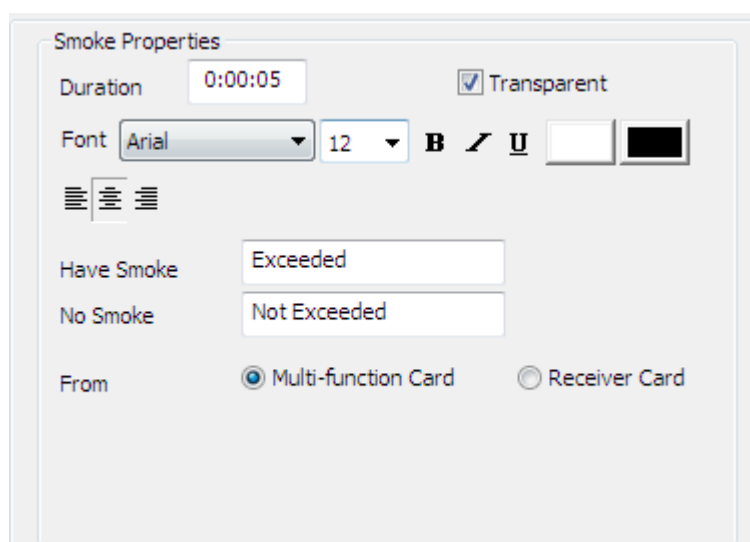 Smoke Properties
Duration 0:00:05 Transparent
Font Arial 12 B I U
Have Smoke Exceeded
No Smoke Not Exceeded
From Multi-function Card Receiver Card